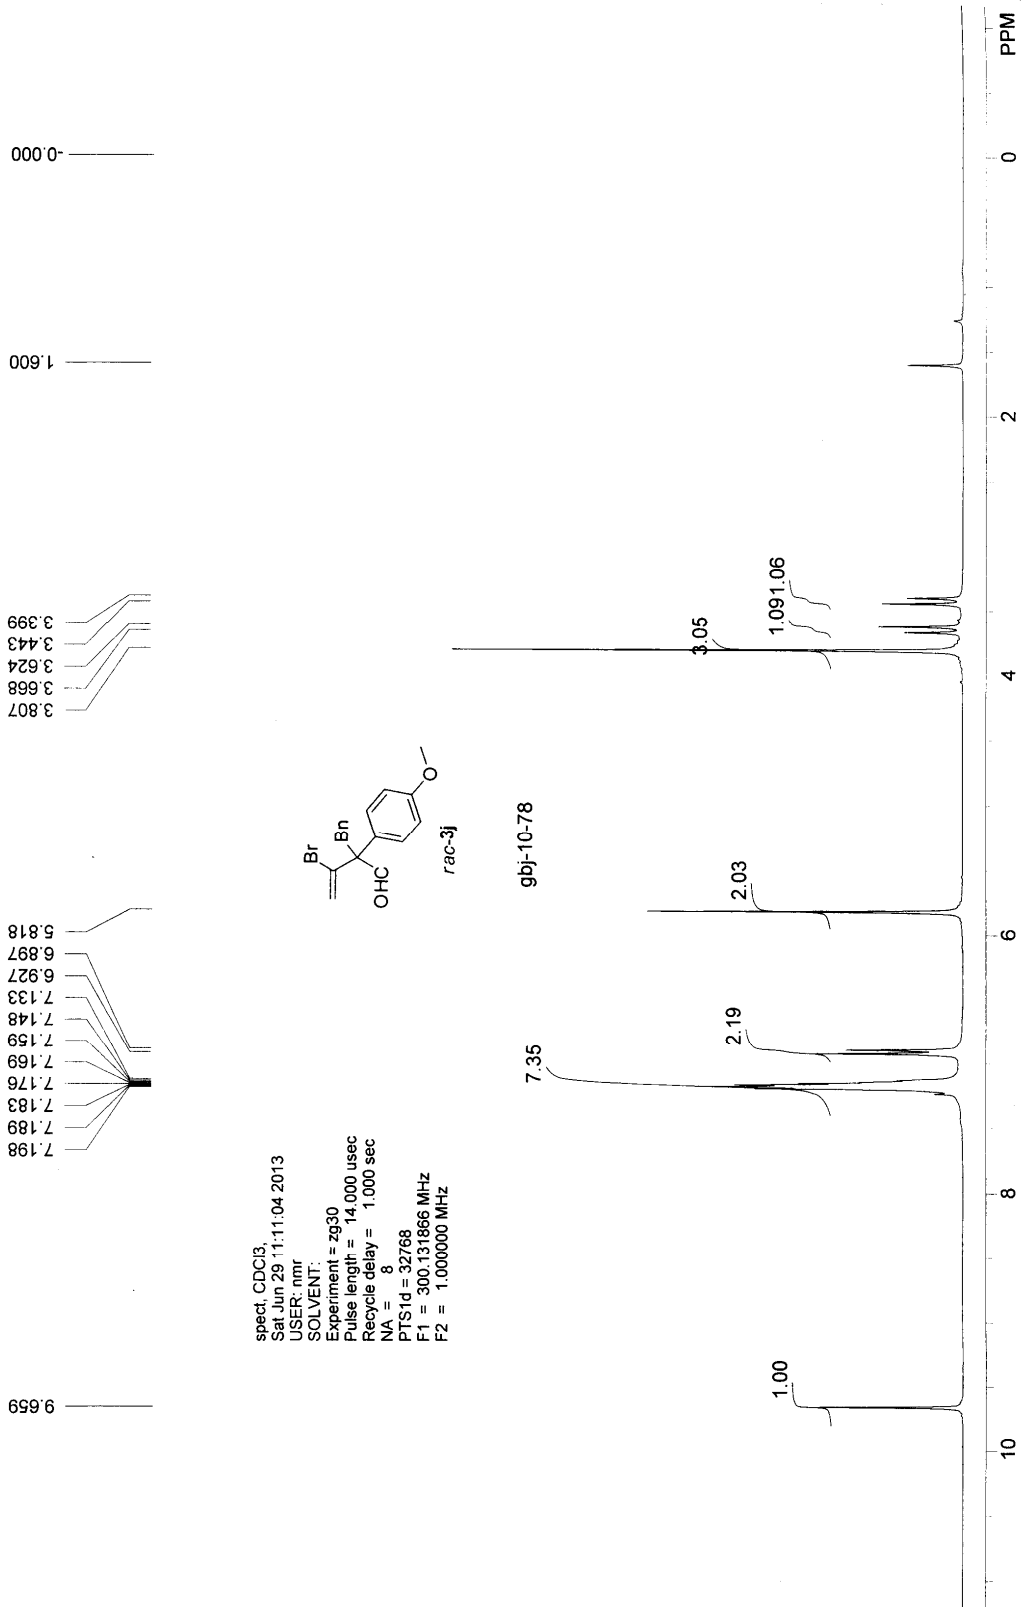 9.659
7.198
7.189
7.183
7.176
7.169
7.159
7.148
7.133
6.927
6.897
5.818
3.807
3.668
3.624
3.443
3.399
1.600
-0.000
spect, CDCl3,
Sat Jun 29 11:11:04 2013
USER: nmr
SOLVENT:
Experiment = zg30
Pulse length = 14.000 usec
Recycle delay = 1.000 sec
NA = 8
PTS1d = 32768
F1 = 300.131866 MHz
F2 = 1.000000 MHz
Br
Bn
OHC
O
rac-3j
gbj-10-78
1.00
7.35
2.19
2.03
3.05
1.091.06
10
8
6
4
2
0
PPM